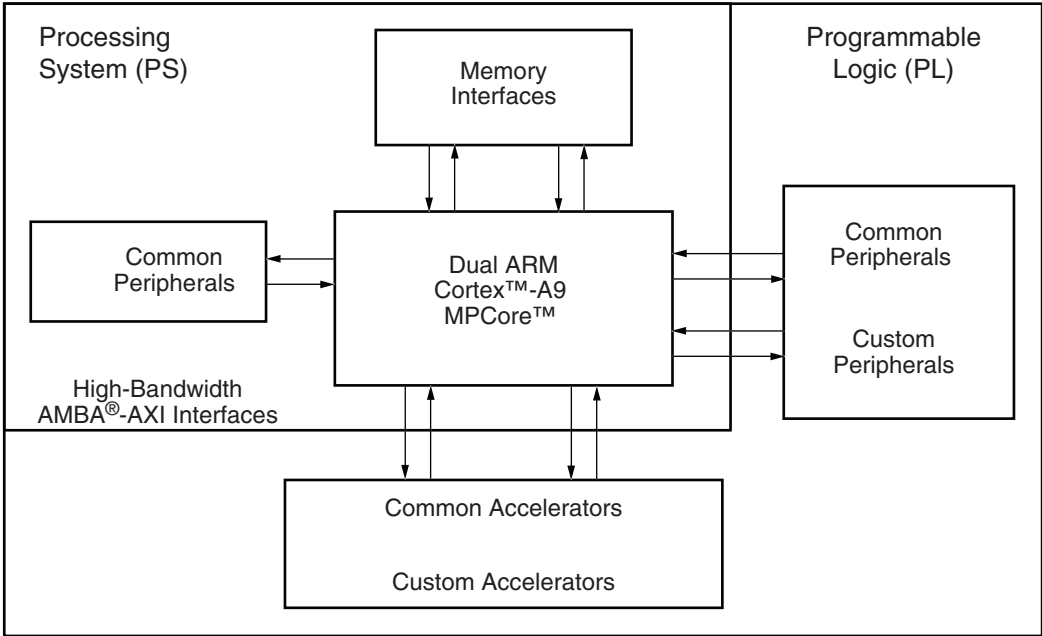 Processing
System (PS)
Memory
Interfaces
Programmable
Logic (PL)
Common
Peripherals
Dual ARM
Cortex™-A9
MPCore™
Common
Peripherals
Custom
Peripherals
High-Bandwidth
AMBA®-AXI Interfaces
Common Accelerators
Custom Accelerators